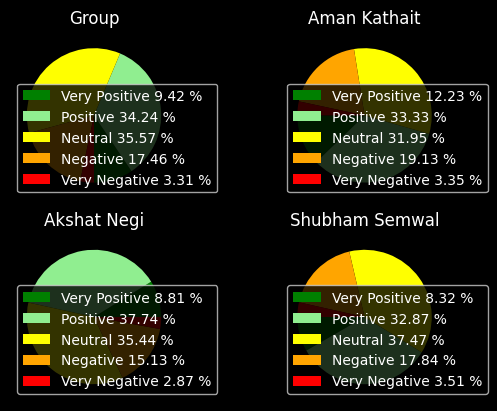 Group
Very Positive 9.42 %
Positive 34.24 %
Neutral 35.57 %
Negative 17.46 %
Very Negative 3.31 %
Aman Kathait
Very Positive 12.23 %
Positive 33.33 %
Neutral 31.95 %
Negative 19.13 %
Very Negative 3.35 %
Akshat Negi
Very Positive 8.81 %
Positive 37.74 %
Neutral 35.44 %
Negative 15.13 %
Very Negative 2.87 %
Shubham Semwal
Very Positive 8.32 %
Positive 32.87 %
Neutral 37.47 %
Negative 17.84 %
Very Negative 3.51 %